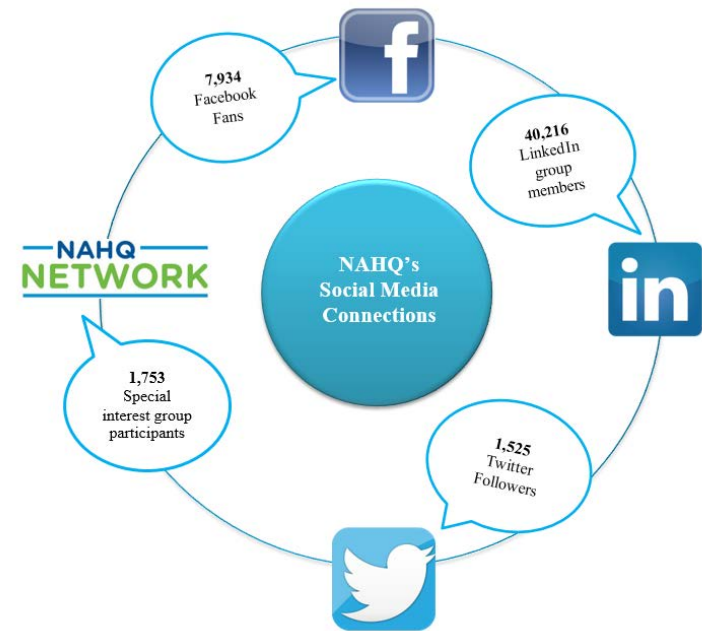 7,934
Facebook
Fans
40,216
LinkedIn
group
members
NAHQ
NETWORK
NAHQ's
Social Media
Connections
in
1,753
Special
interest group
participants
1,525
Twitter
Followers
f